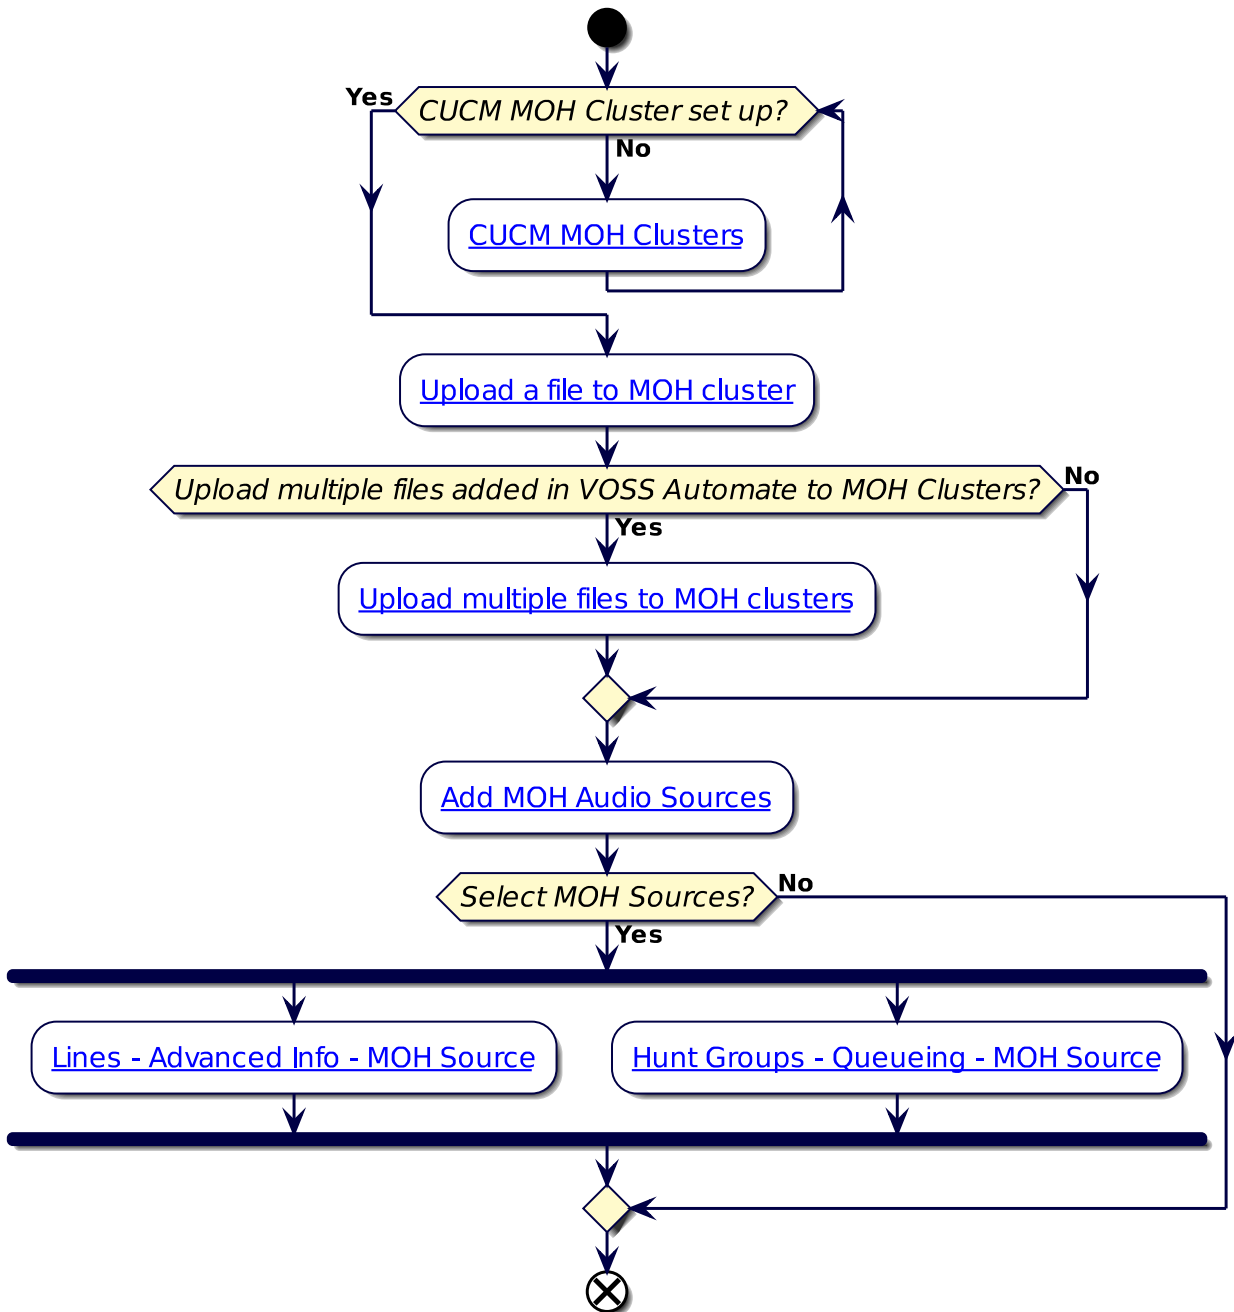 Yes
CUCM MOH Cluster set up?
No
CUCM MOH Clusters
Upload a file to MOH cluster
Upload multiple files added in VOSS Automate to MOH Clusters?
No
Yes
Upload multiple files to MOH clusters
Add MOH Audio Sources
Select MOH Sources?
No
Yes
Lines - Advanced Info - MOH Source
Hunt Groups - Queueing - MOH Source